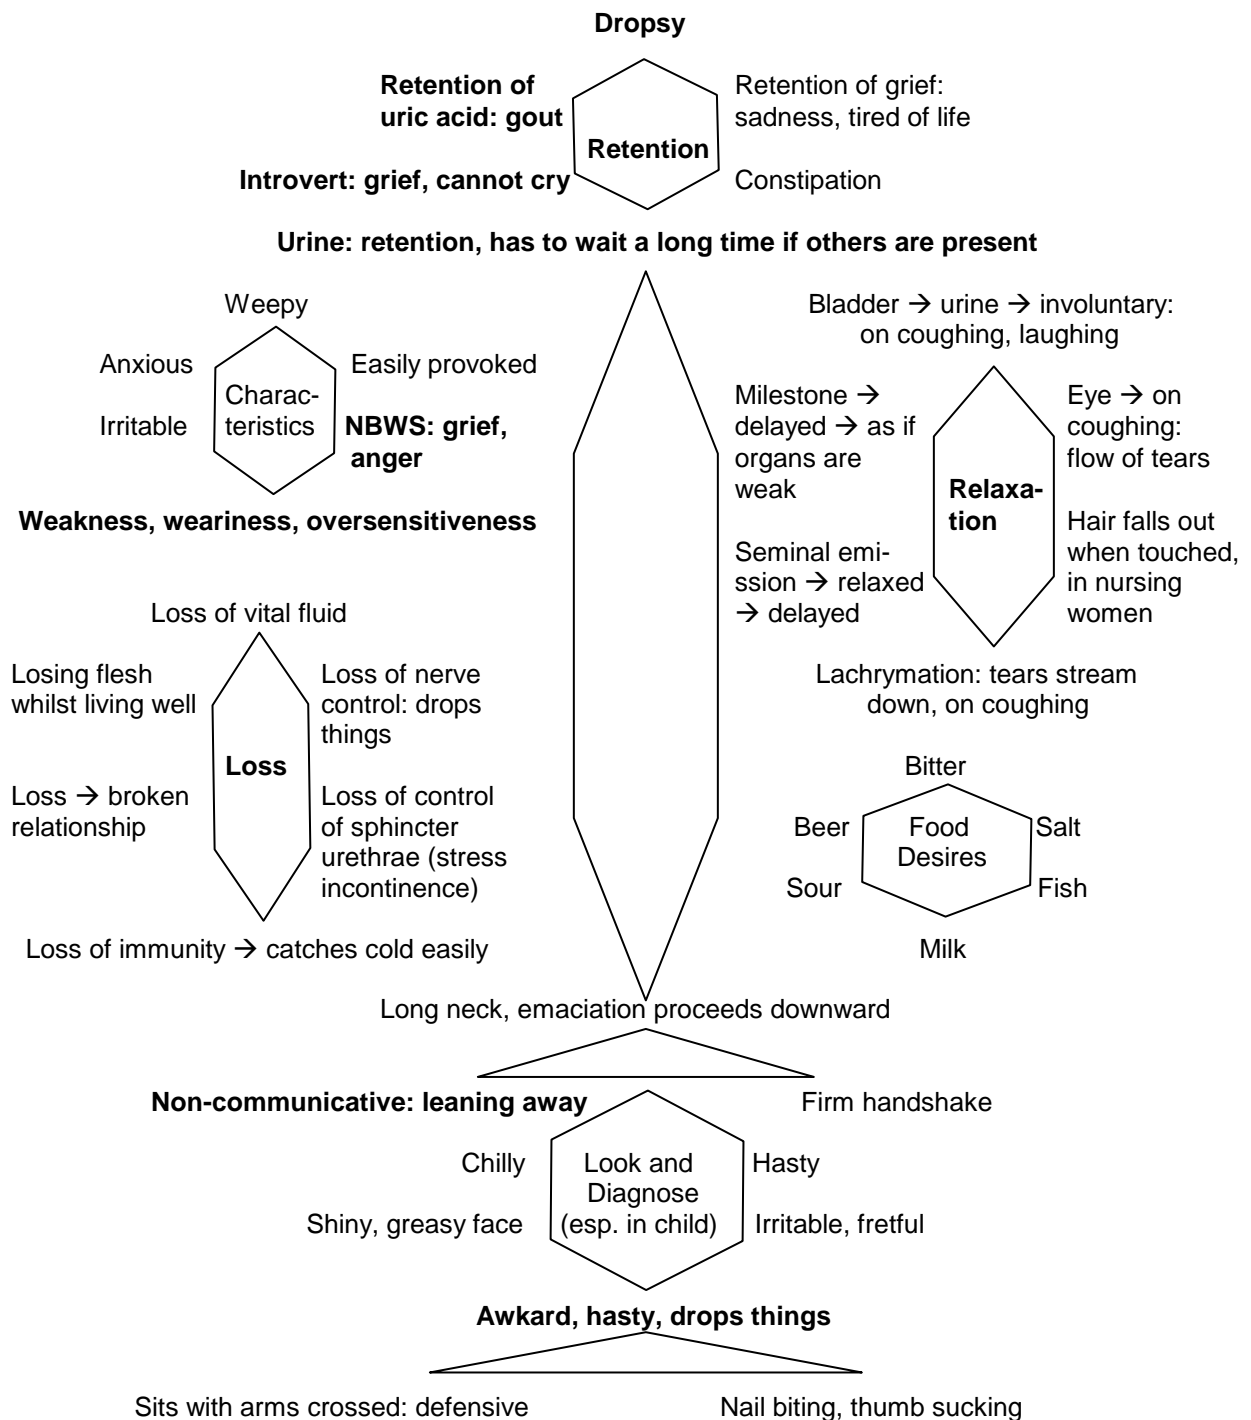 Dropsy
Retention of
uric acid: gout
Retention of grief:
sadness, tired of life
Retention
Introvert: grief, cannot cry
Constipation
Urine: retention, has to wait a long time if others are present
Weepy
Anxious
Easily provoked
Charac-
teristics
Irritable
NBWS: grief,
anger
Weakness, weariness, oversensitiveness
Bladder → urine → involuntary:
on coughing, laughing
Milestone →
delayed → as if
organs are
weak
Eye → on
coughing:
flow of tears
Relaxa-
tion
Seminal emi-
ssion → relaxed
→ delayed
Hair falls out
when touched,
in nursing
women
Lachrymation: tears stream
down, on coughing
Loss of vital fluid
Losing flesh
whilst living well
Loss of nerve
control: drops
things
Loss
Loss → broken
relationship
Loss of control
of sphincter
urethrae (stress
incontinence)
Loss of immunity → catches cold easily
Bitter
Beer
Food
Desires
Salt
Sour
Fish
Milk
Long neck, emaciation proceeds downward
Non-communicative: leaning away
Firm handshake
Chilly
Look and
Diagnose
(esp. in child)
Hasty
Shiny, greasy face
Irritable, fretful
Awkard, hasty, drops things
Sits with arms crossed: defensive
Nail biting, thumb sucking